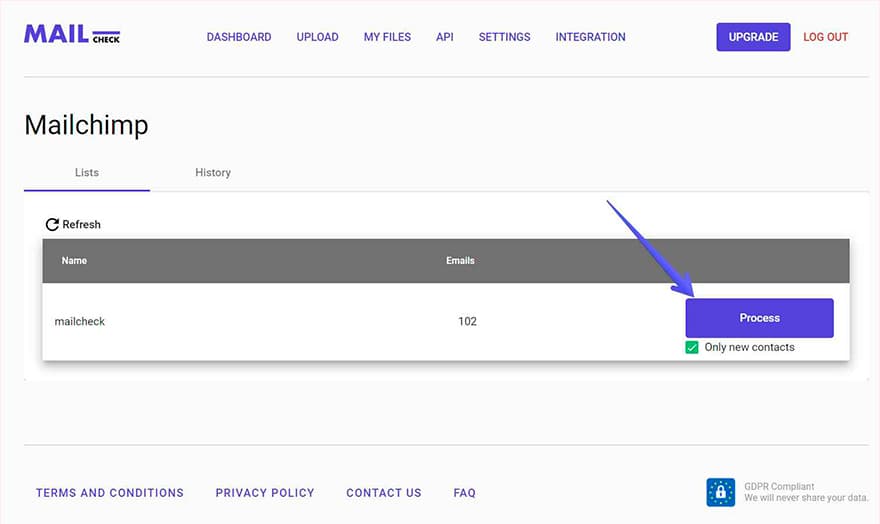 MAIL CHECK
DASHBOARD UPLOAD MY FILES API SETTINGS INTEGRATION UPGRADE LOG OUT
Mailchimp
Lists History
Refresh
Name Emails
mailcheck 102 Process
Only new contacts
TERMS AND CONDITIONS PRIVACY POLICY CONTACT US FAQ
GDPR Compliant
We will never share your data.